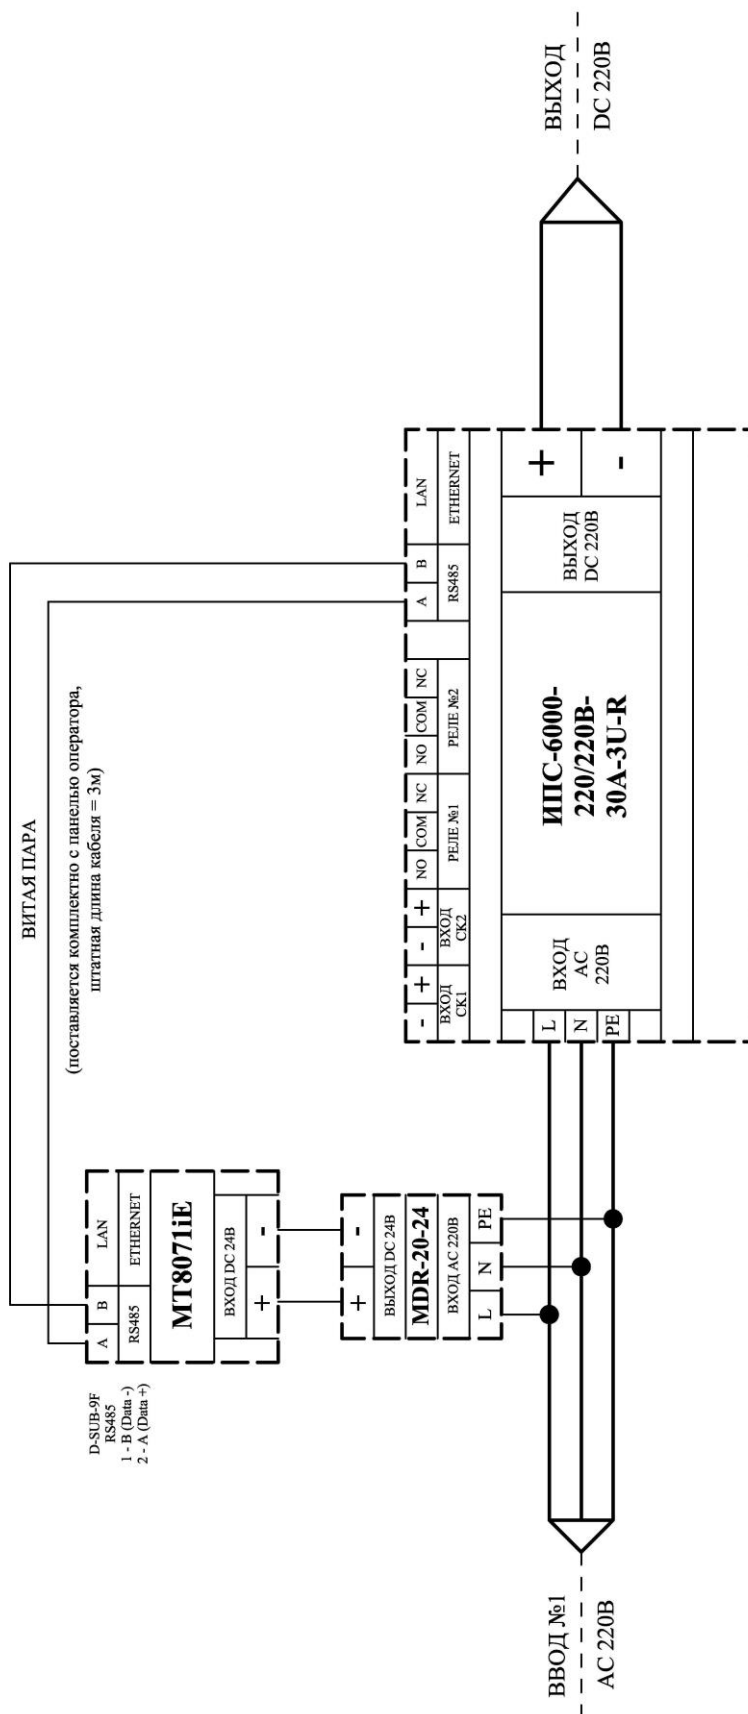 ВИТАЯ ПАРА
(поставляется комплектно с панелью оператора,
штатная длина кабеля = 3м)
D-SUB-9F
RS485
1 - B (Data -)
2 - A (Data +)
A
B
LAN
RS485
ETHERNET
MT8071iE
ВХОД DC 24В
+
-
+
-
ВЫХОД DC 24В
MDR-20-24
ВХОД АС 220В
L
N
PE
-
+
-
+
NO
COM
NC
NO
COM
NC
A
B
LAN
ВХОД
СК1
ВХОД
СК2
РЕЛЕ №1
РЕЛЕ №2
RS485
ETHERNET
L
N
PE
ВХОД
АС
220В
ИПС-6000-
220/220В-
30А-3U-R
ВЫХОД
DC 220В
+
-
ВВОД №1
АС 220В
ВЫХОД
DC 220В